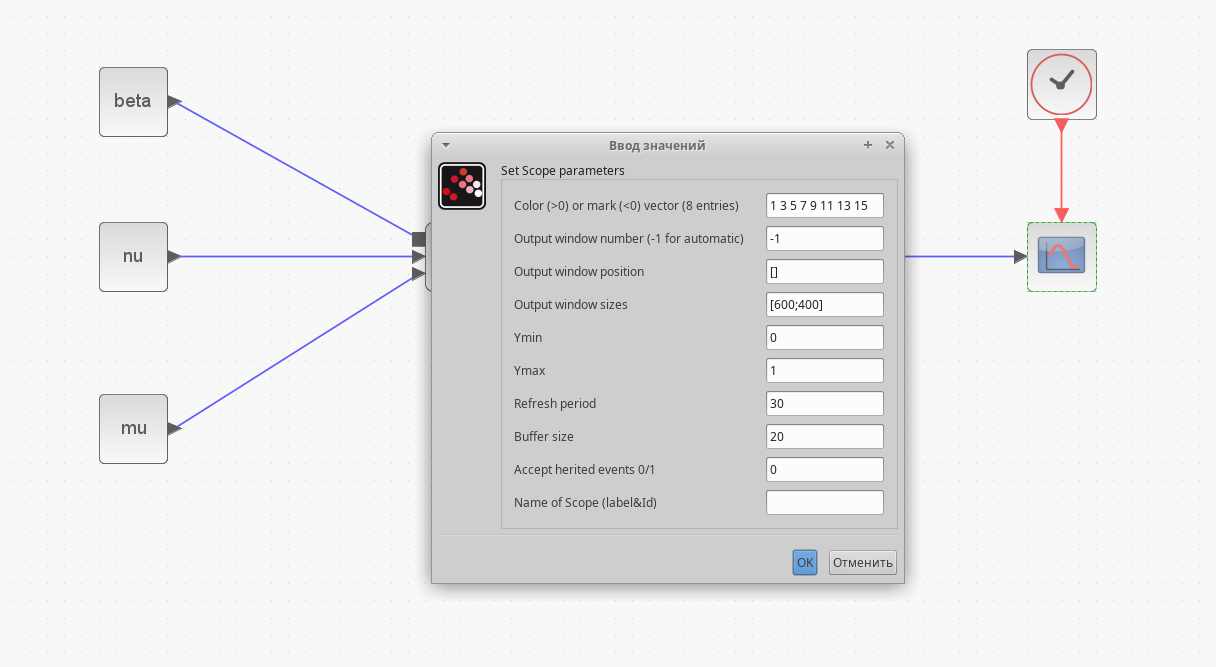 beta
nu
mu
Ввод значений
Set Scope parameters
Color (>0) or mark (<0) vector (8 entries) 1 3 5 7 9 11 13 15
Output window number (-1 for automatic) -1
Output window position []
Output window sizes [600;400]
Ymin 0
Ymax 1
Refresh period 30
Buffer size 20
Accept herited events 0/1 0
Name of Scope (label&Id)
OK Отменить